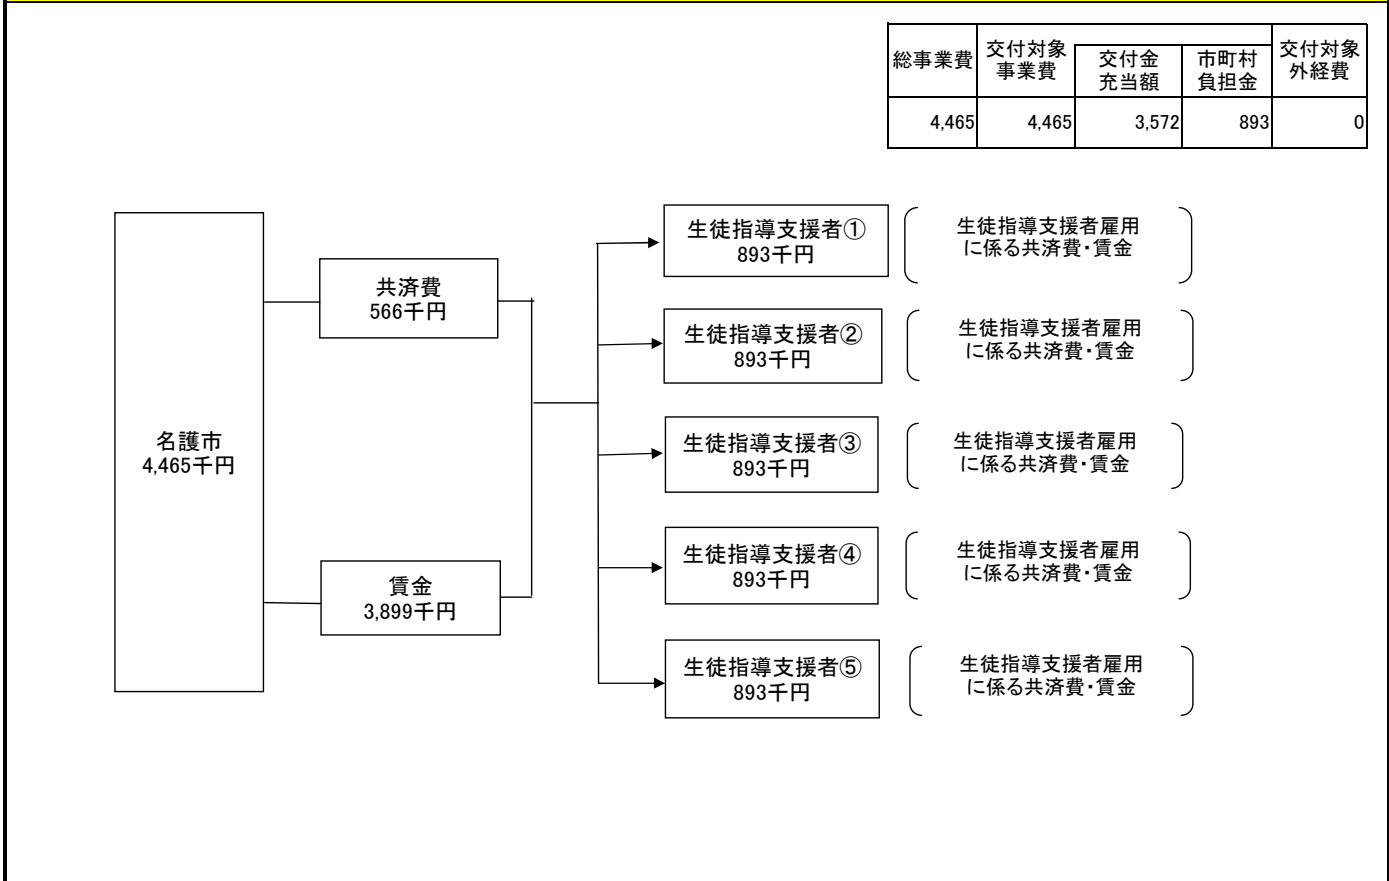 総事業費
交付対象
事業費
交付金
充当額
市町村
負担金
交付対象
外経費
4,465
4,465
3,572
893
0
名護市
4,465千円
共済費
566千円
賃金
3,899千円
生徒指導支援者①
893千円
生徒指導支援者雇用
に係る共済費・賃金
生徒指導支援者②
893千円
生徒指導支援者雇用
に係る共済費・賃金
生徒指導支援者③
893千円
生徒指導支援者雇用
に係る共済費・賃金
生徒指導支援者④
893千円
生徒指導支援者雇用
に係る共済費・賃金
生徒指導支援者⑤
893千円
生徒指導支援者雇用
に係る共済費・賃金